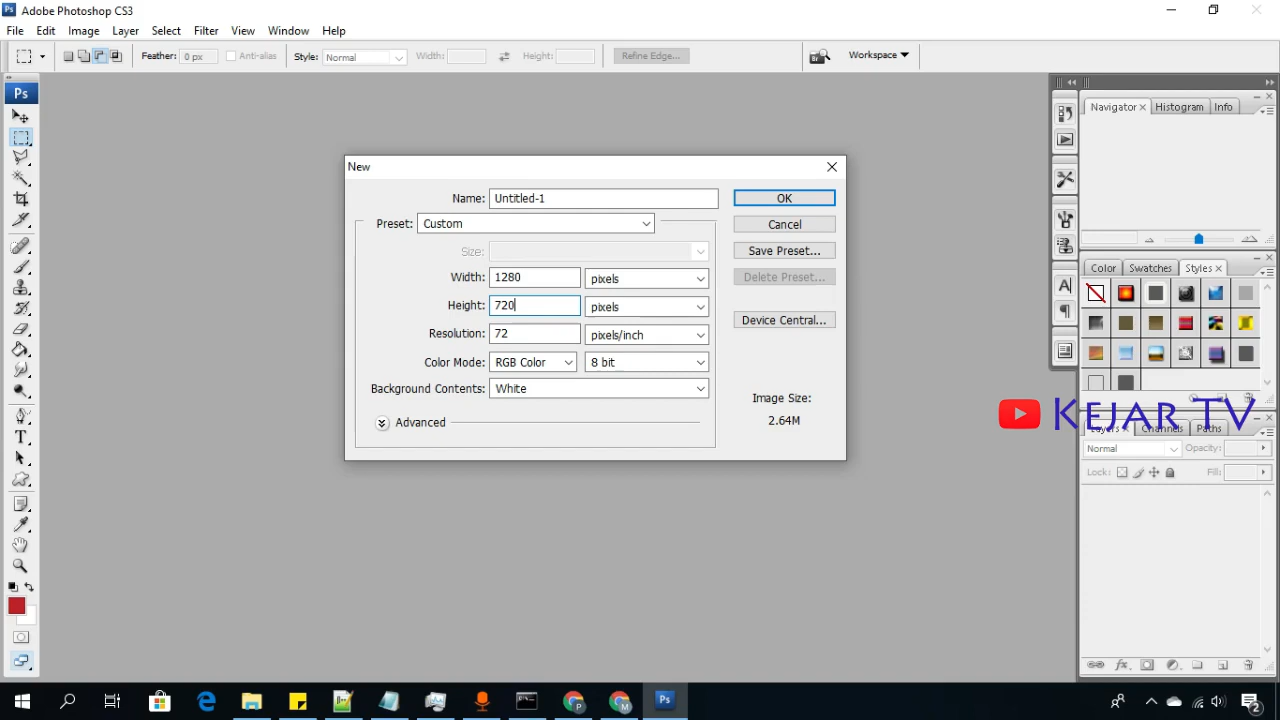 Adobe Photoshop CS3
File Edit Image Layer Select Filter View Window Help
Feather: 0 px Anti-alias Style: Normal Width: Height: Refine Edge... Br Workspace
Ps
Navigator Histogram Info
New
Name: Untitled-1 OK
Preset: Custom Cancel
Size: Save Preset...
Width: 1280 pixels Delete Preset...
Height: 720 pixels
Resolution: 72 pixels/inch Device Central...
Color Mode: RGB Color 8 bit
Background Contents: White
Advanced
Image Size:
2.64M
Color Swatches Styles
KEJAR TV
Layers Channels Paths
Normal Opacity:
Lock: Fill:
Ps
2